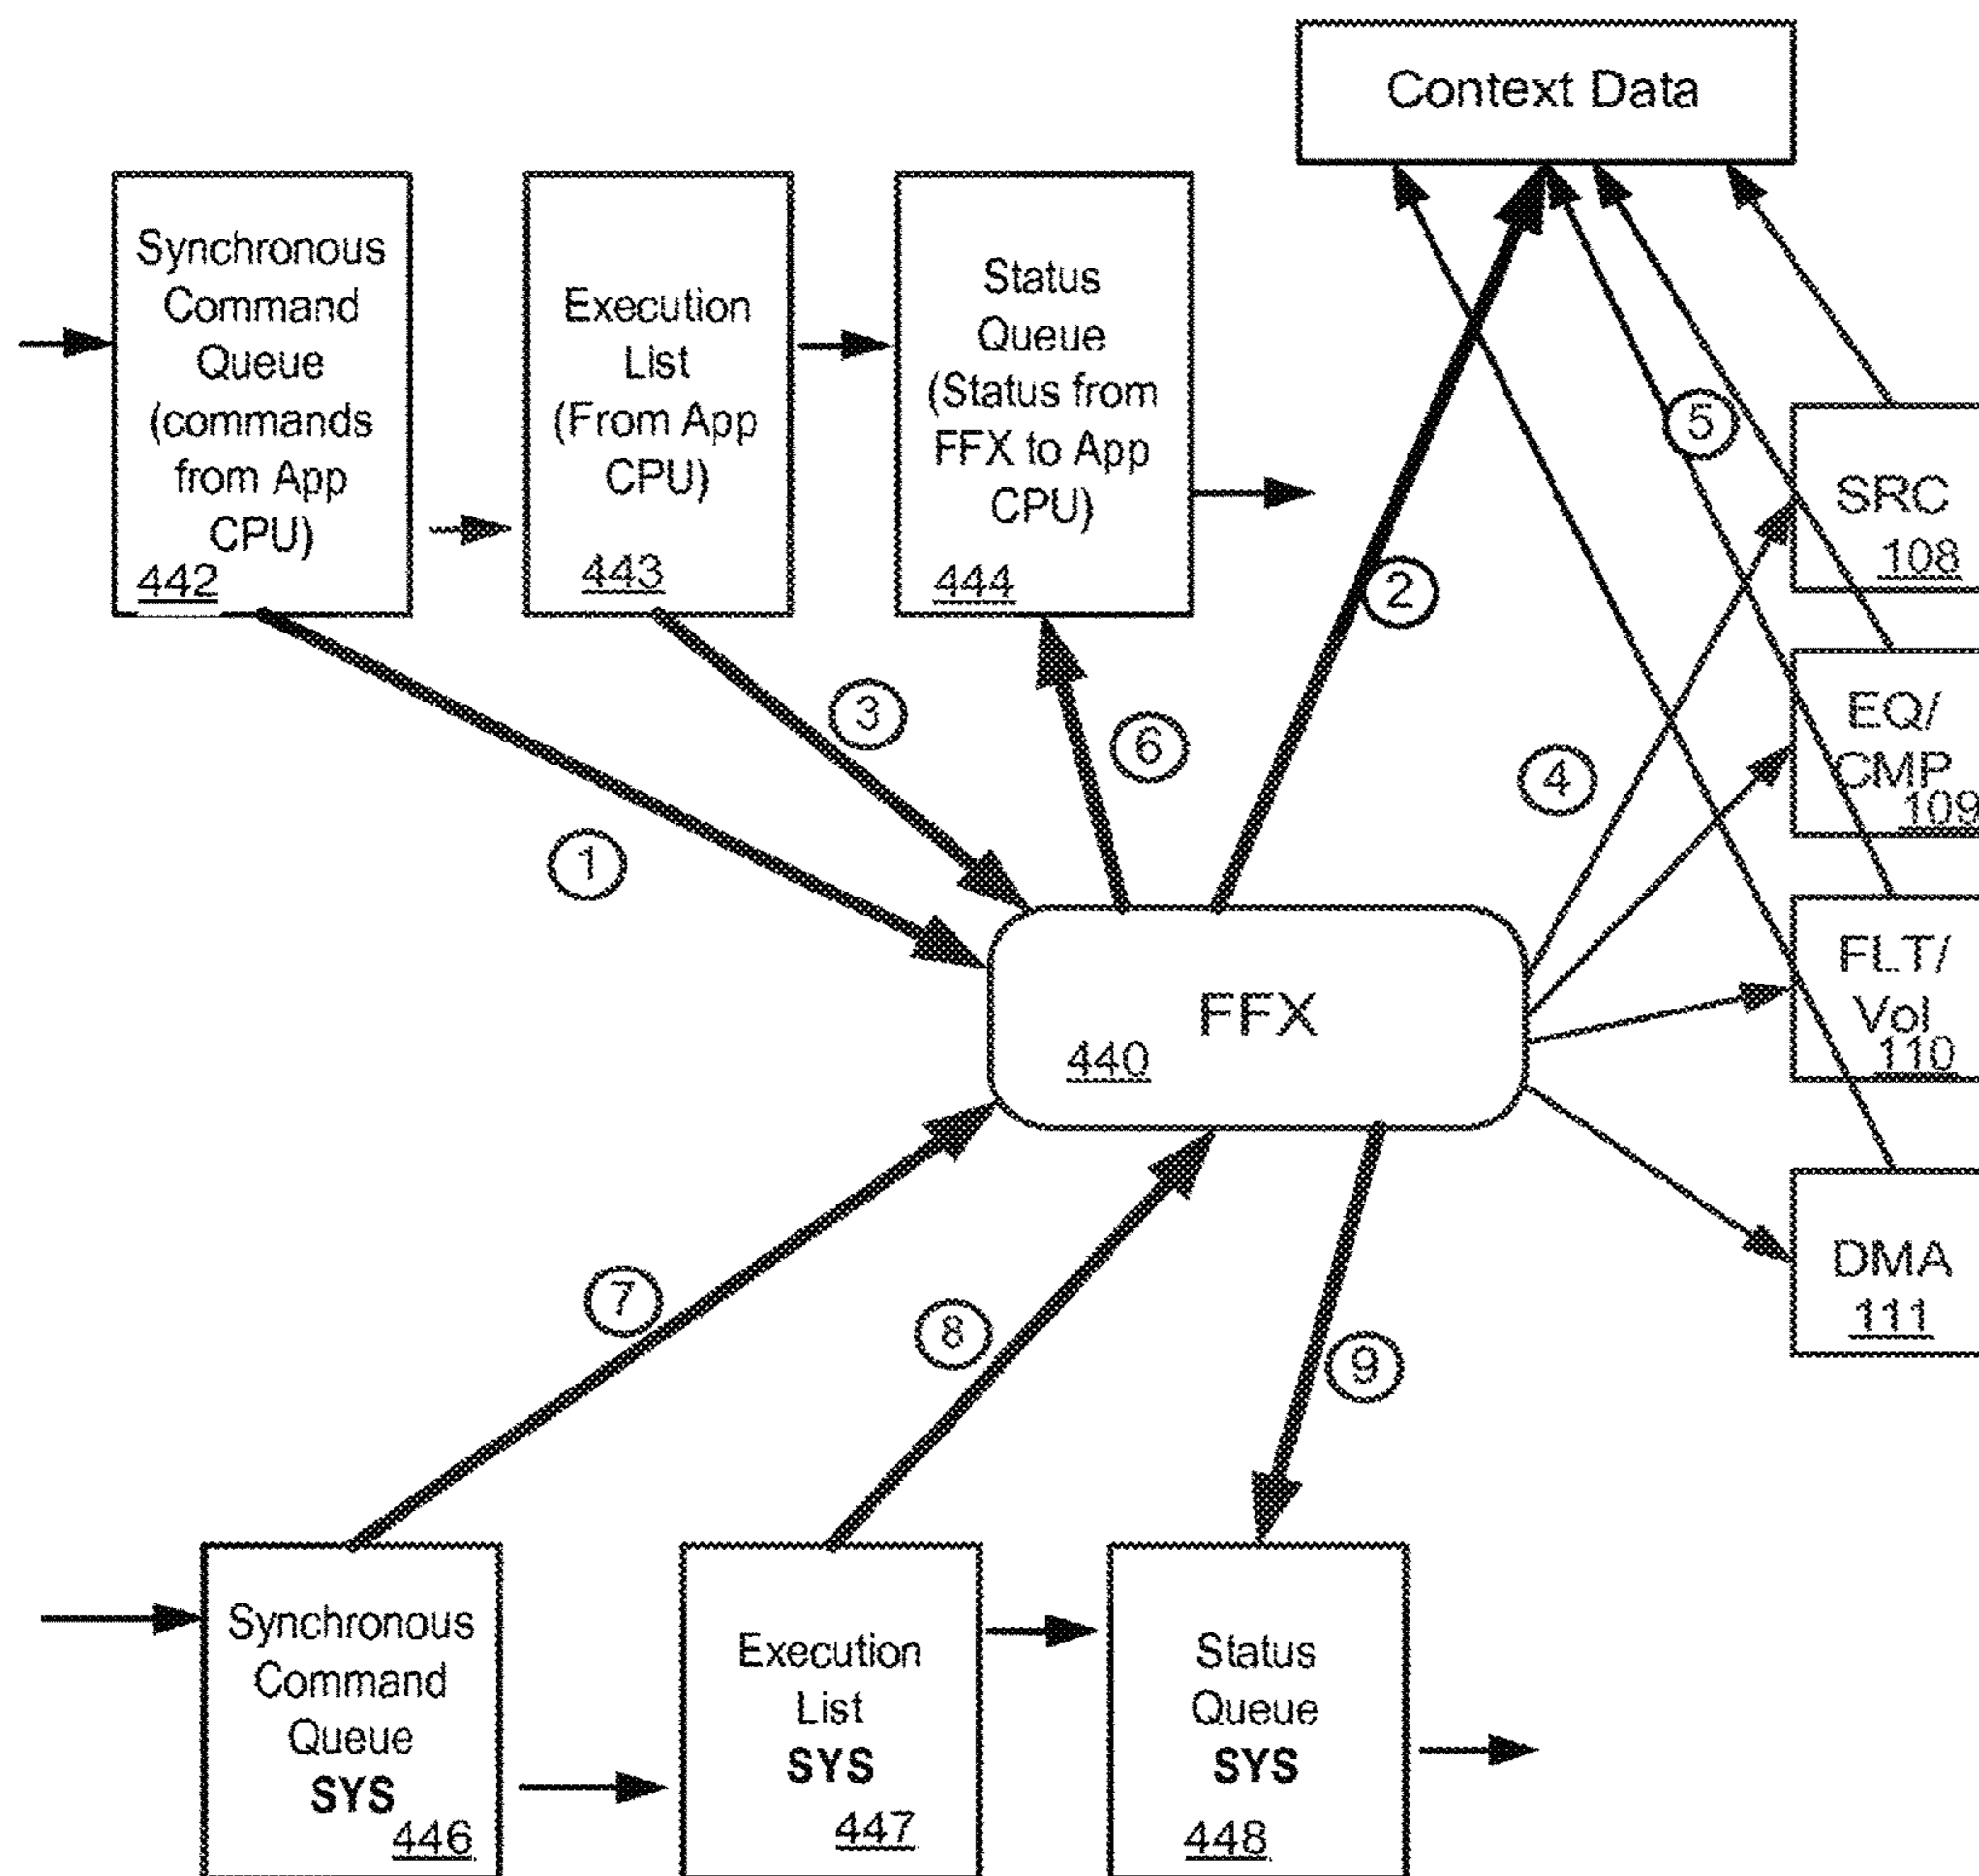 Context Data
Synchronous
Command
Queue
(commands
from App
CPU)
442
Execution
List
(From App
CPU)
443
Status
Queue
(Status from
FFX to App
CPU)
444
5
SRC
108
2
EQ/
CMP
109
3
6
4
1
FLT/
Vol
110
FFX
440
DMA
111
7
8
9
Synchronous
Command
Queue
SYS
446
Execution
List
SYS
447
Status
Queue
SYS
448